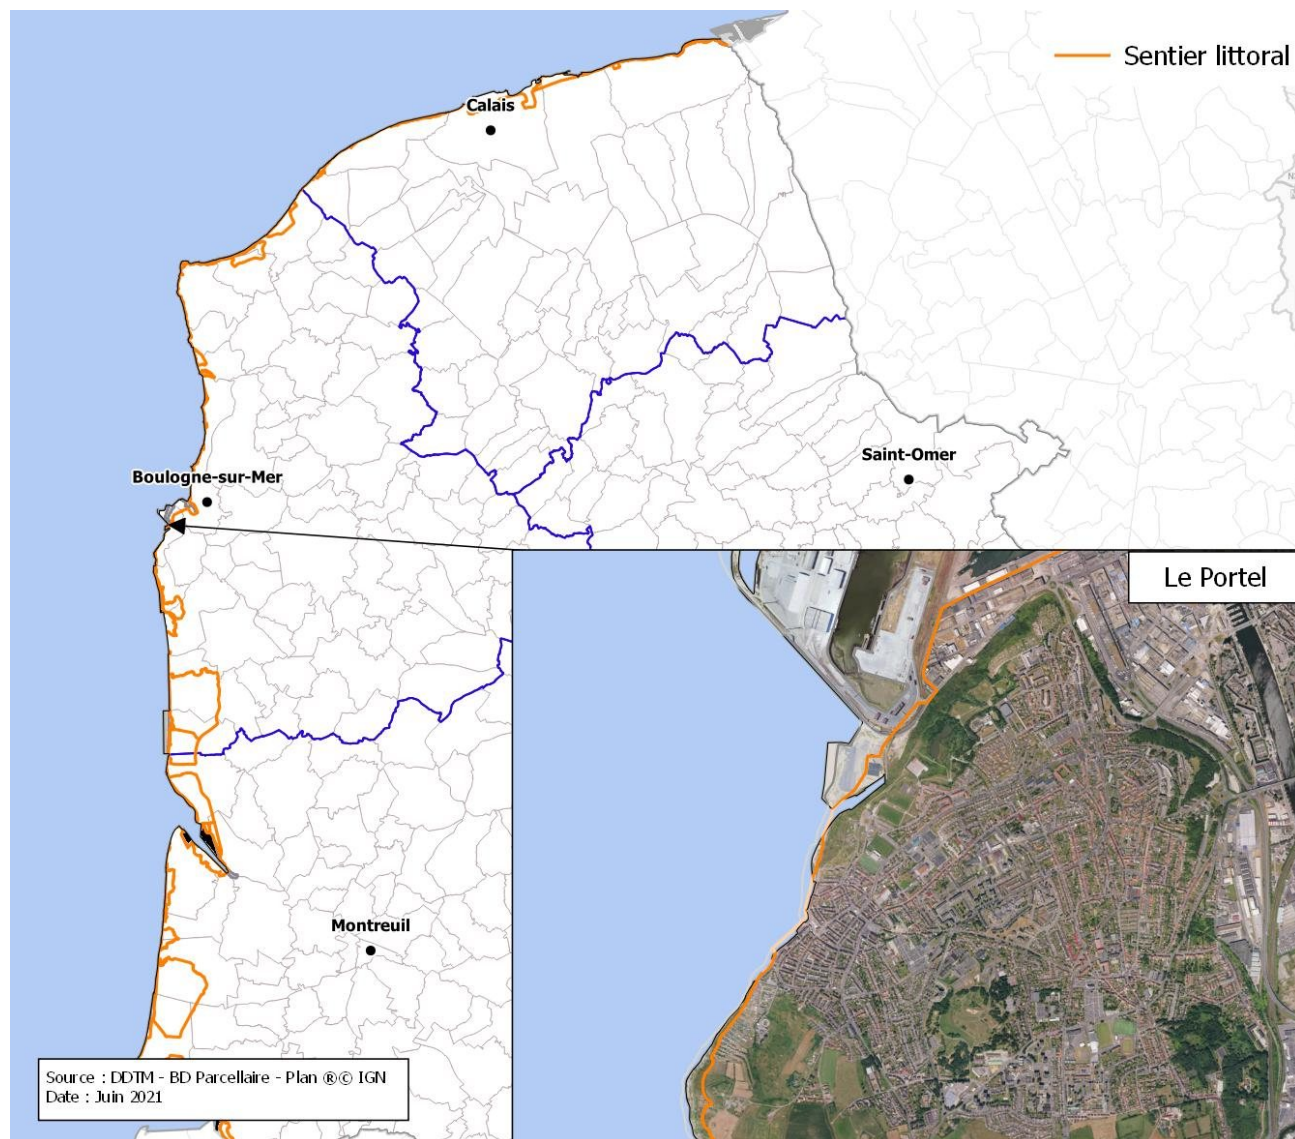 Sentier littoral
Calais
Saint-Omer
Boulogne-sur-Mer
Le Portel
Montreuil
Source : DDTM - BD Parcellaire - Plan ®© IGN
Date : Juin 2021